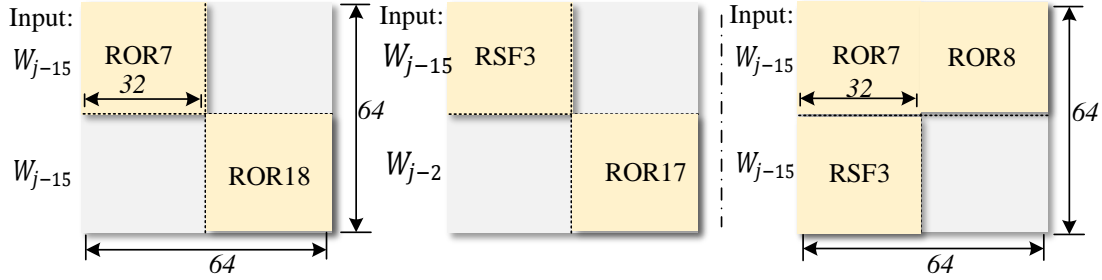 Input:
W_{j−15} ROR7
32
64
W_{j−15} ROR18
64
Input:
W_{j−15} RSF3
W_{j−2} ROR17
Input:
W_{j−15} ROR7 ROR8
32
64
W_{j−15} RSF3
64